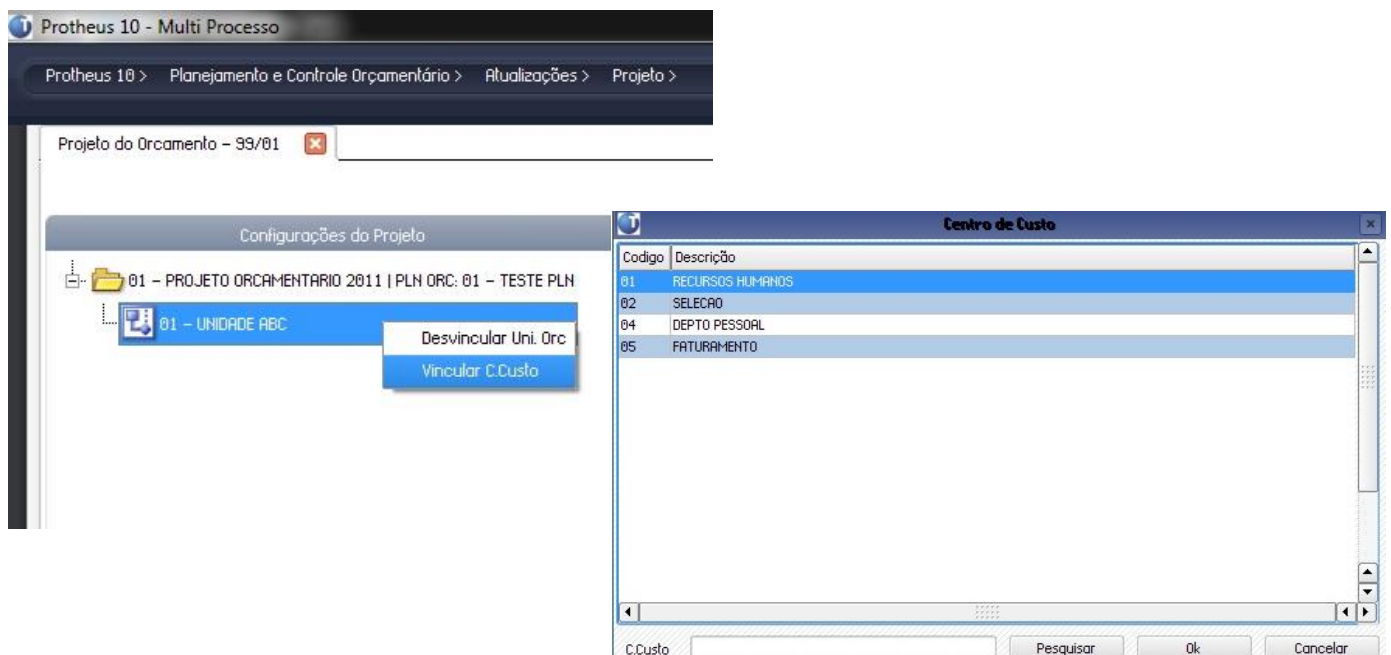 Protheus 10 - Multi Processo
Protheus 10 > Planejamento e Controle Orçamentário > Atualizações > Projeto >
Projeto do Orcamento - 99/01
Configurações do Projeto
01 - PROJETO ORCAMENTARIO 2011 | PLN ORC: 01 - TESTE PLN
01 - UNIDADE ABC
Desvincular Uni. Orc
Vincular C.Custo
Centro de Custo
Codigo Descrição
01 RECURSOS HUMANOS
02 SELECAO
04 DEPTO PESSOAL
05 FATURAMENTO
C.Custo Pesquisar Ok Cancelar